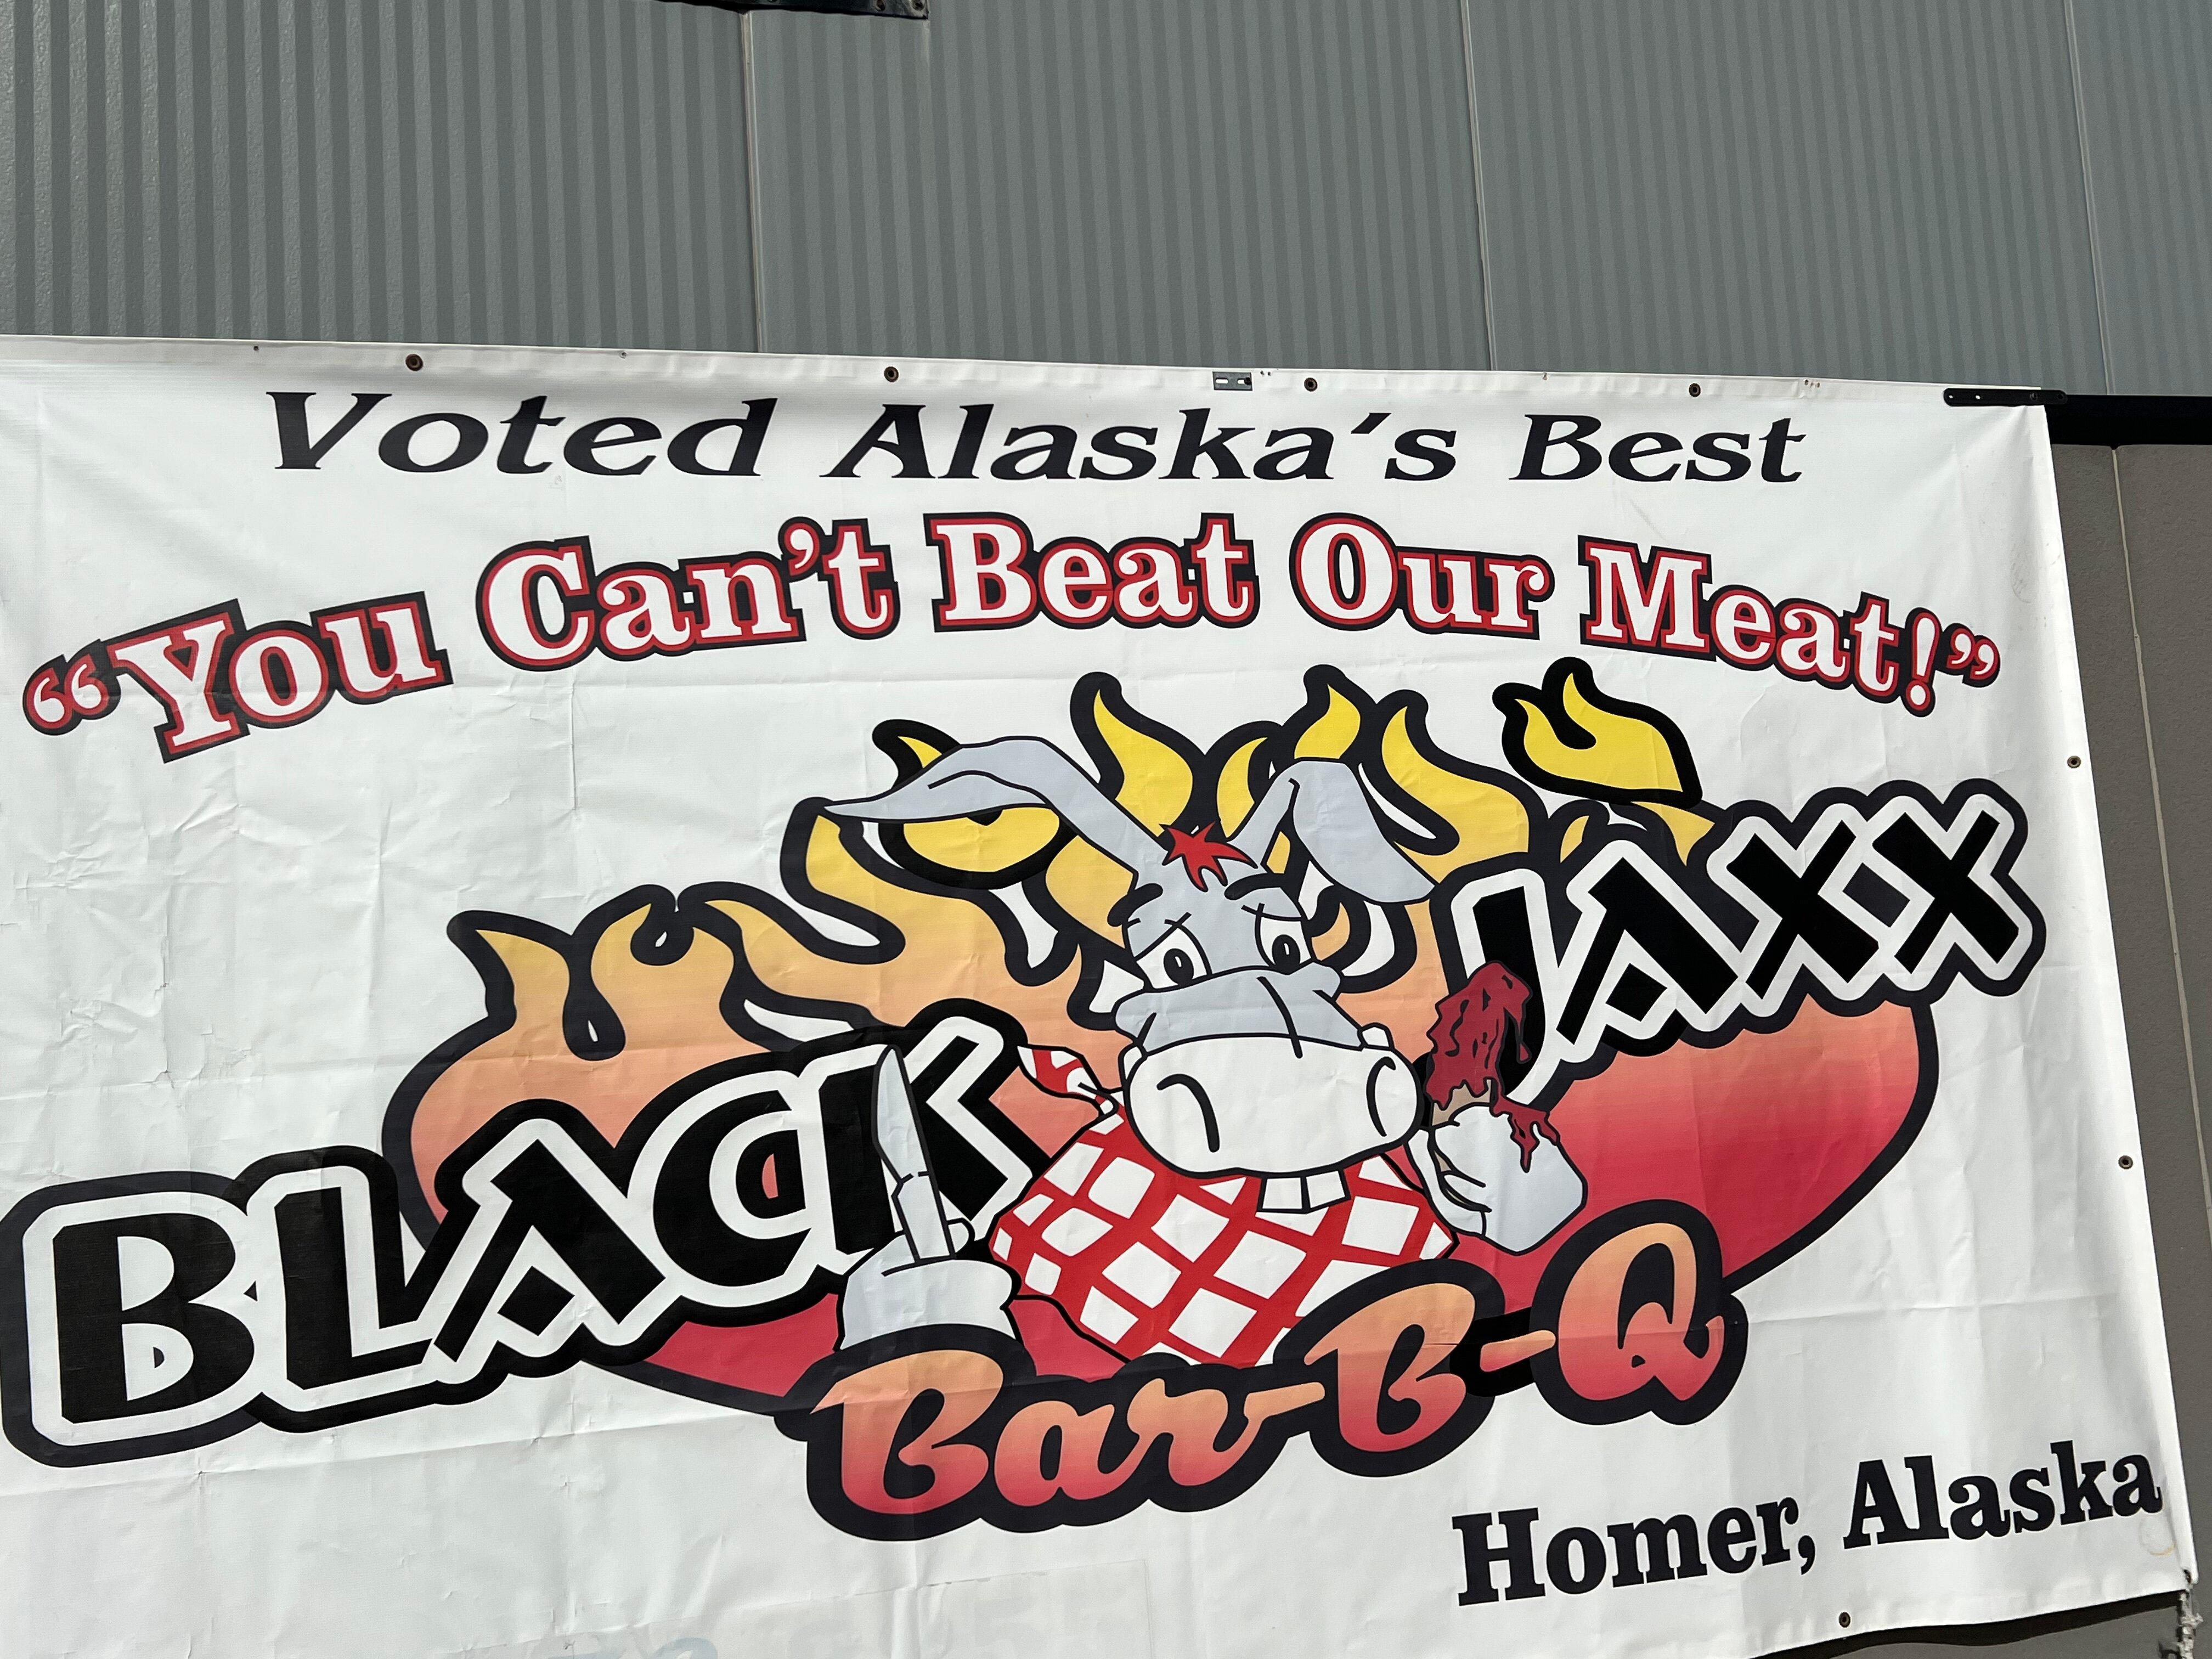 Voted Alaska's Best
“You Can't Beat Our Meat!”
BLACK JAXX
Bar-B-Q
Homer, Alaska